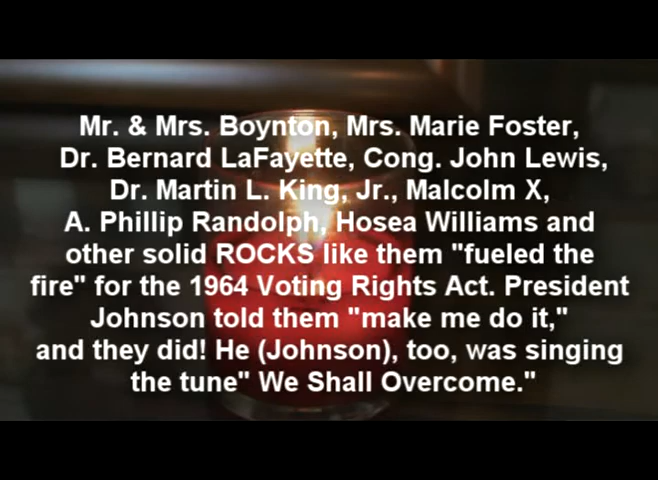 Mr. & Mrs. Boynton, Mrs. Marie Foster,
Dr. Bernard LaFayette, Cong. John Lewis,
Dr. Martin L. King, Jr., Malcolm X,
A. Phillip Randolph, Hosea Williams and
other solid ROCKS like them "fueled the
fire" for the 1964 Voting Rights Act. President
Johnson told them "make me do it,"
and they did! He (Johnson), too, was singing
the tune" We Shall Overcome."